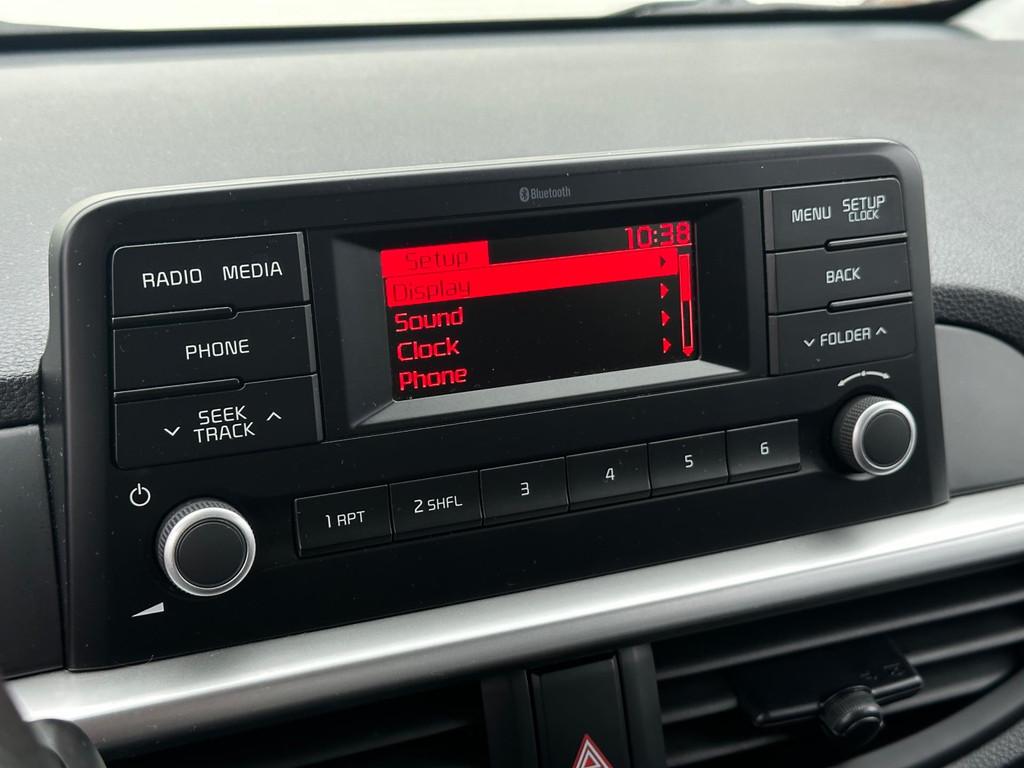 Bluetooth
RADIO MEDIA
PHONE
SEEK
TRACK
10:38
Setup
Display
Sound
Clock
Phone
MENU SETUP
CLOCK
BACK
FOLDER
1 RPT
2 SHFL
3
4
5
6